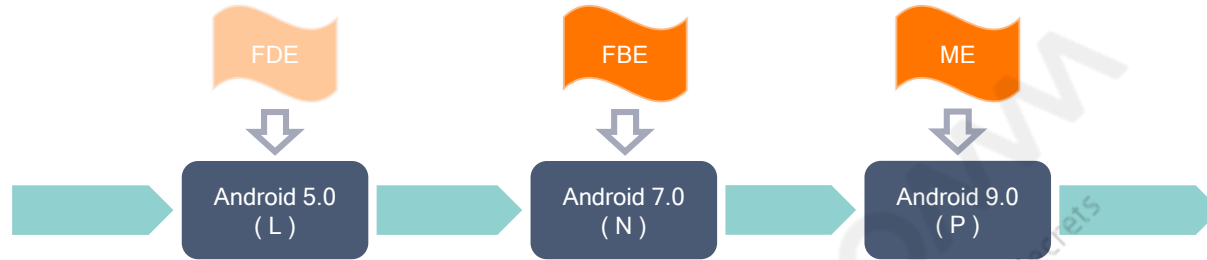 FDE
FBE
ME
Android 5.0
( L )
Android 7.0
( N )
Android 9.0
( P )